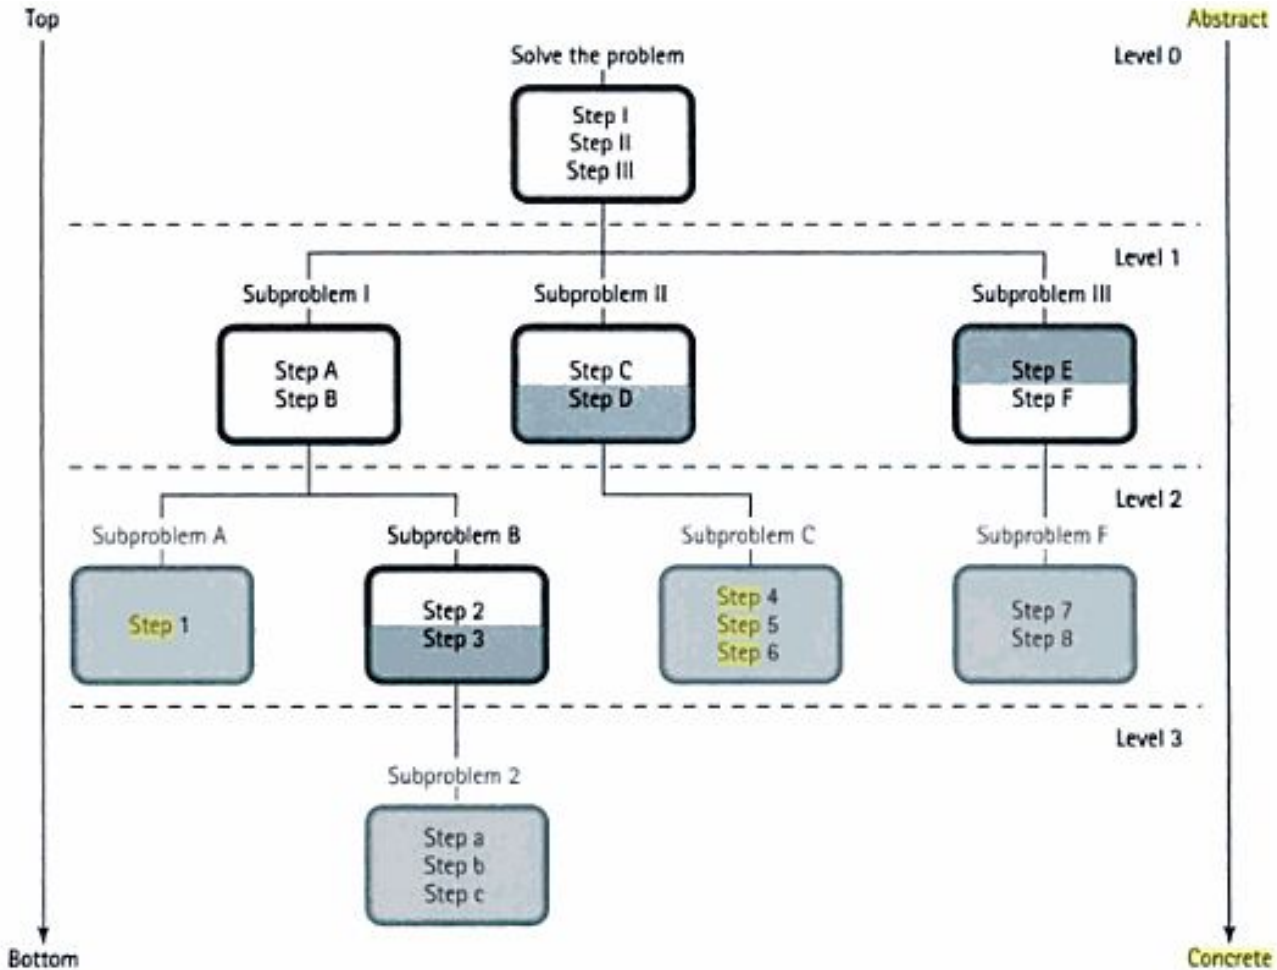 Top
Abstract
Solve the problem
Level 0
Step I
Step II
Step III
Level 1
Subproblem I
Subproblem II
Subproblem III
Step A
Step B
Step C
Step D
Step E
Step F
Level 2
Subproblem A
Subproblem B
Subproblem C
Subproblem F
Step 1
Step 2
Step 3
Step 4
Step 5
Step 6
Step 7
Step 8
Level 3
Subproblem 2
Step a
Step b
Step c
Bottom
Concrete